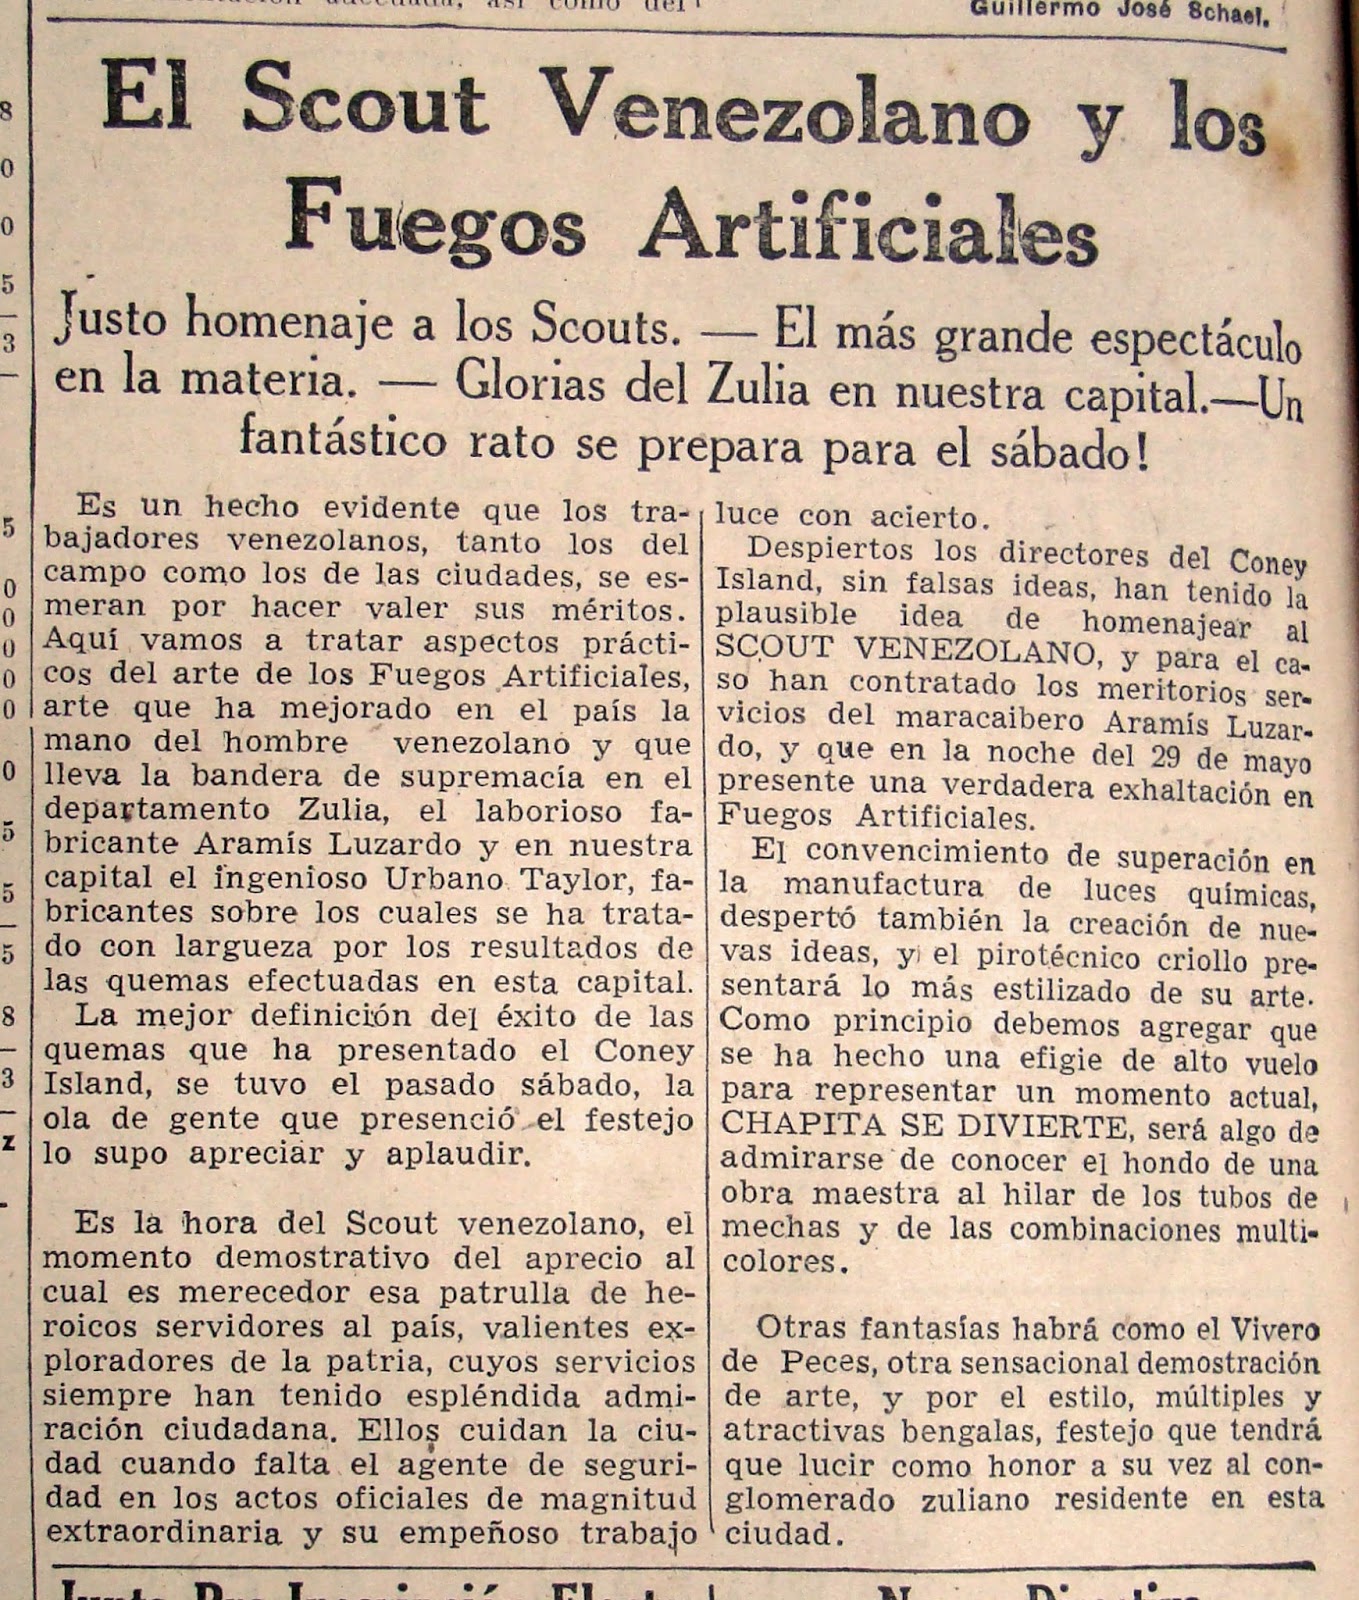 así como del
Guillermo José Schael.
El Scout Venezolano y los
Fuegos Artificiales
Justo homenaje a los Scouts. — El más grande espectáculo
en la materia. — Glorias del Zulia en nuestra capital.—Un
fantástico rato se prepara para el sábado!
Es un hecho evidente que los tra-
bajadores venezolanos, tanto los del
campo como los de las ciudades, se es-
meran por hacer valer sus méritos.
Aquí vamos a tratar aspectos prácti-
cos del arte de los Fuegos Artificiales,
arte que ha mejorado en el país la
mano del hombre venezolano y que
lleva la bandera de supremacía en el
departamento Zulia, el laborioso fa-
bricante Aramís Luzardo y en nuestra
capital el ingenioso Urbano Taylor, fa-
bricantes sobre los cuales se ha trata-
do con largueza por los resultados de
las quemas efectuadas en esta capital.
La mejor definición del éxito de las
quemas que ha presentado el Coney
Island, se tuvo el pasado sábado, la
ola de gente que presenció el festejo
lo supo apreciar y aplaudir.
Es la hora del Scout venezolano, el
momento demostrativo del aprecio al
cual es merecedor esa patrulla de he-
roicos servidores al país, valientes ex-
ploradores de la patria, cuyos servicios
siempre han tenido espléndida admi-
ración ciudadana. Ellos cuidan la ciu-
dad cuando falta el agente de seguri-
dad en los actos oficiales de magnitud
extraordinaria y su empeñoso trabajo
luce con acierto.
Despiertos los directores del Coney
Island, sin falsas ideas, han tenido la
plausible idea de homenajear al
SCOUT VENEZOLANO, y para el ca-
so han contratado los meritorios ser-
vicios del maracaibero Aramís Luzar-
do, y que en la noche del 29 de mayo
presente una verdadera exhaltación en
Fuegos Artificiales.
El convencimiento de superación en
la manufactura de luces químicas,
despertó también la creación de nue-
vas ideas, y el pirotécnico criollo pre-
sentará lo más estilizado de su arte.
Como principio debemos agregar que
se ha hecho una efigie de alto vuelo
para representar un momento actual,
CHAPITA SE DIVIERTE, será algo de
admirarse de conocer el hondo de una
obra maestra al hilar de los tubos de
mechas y de las combinaciones multi-
colores.
Otras fantasías habrá como el Vivero
de Peces, otra sensacional demostración
de arte, y por el estilo, múltiples y
atractivas bengalas, festejo que tendrá
que lucir como honor a su vez al con-
glomerado zuliano residente en esta
ciudad.